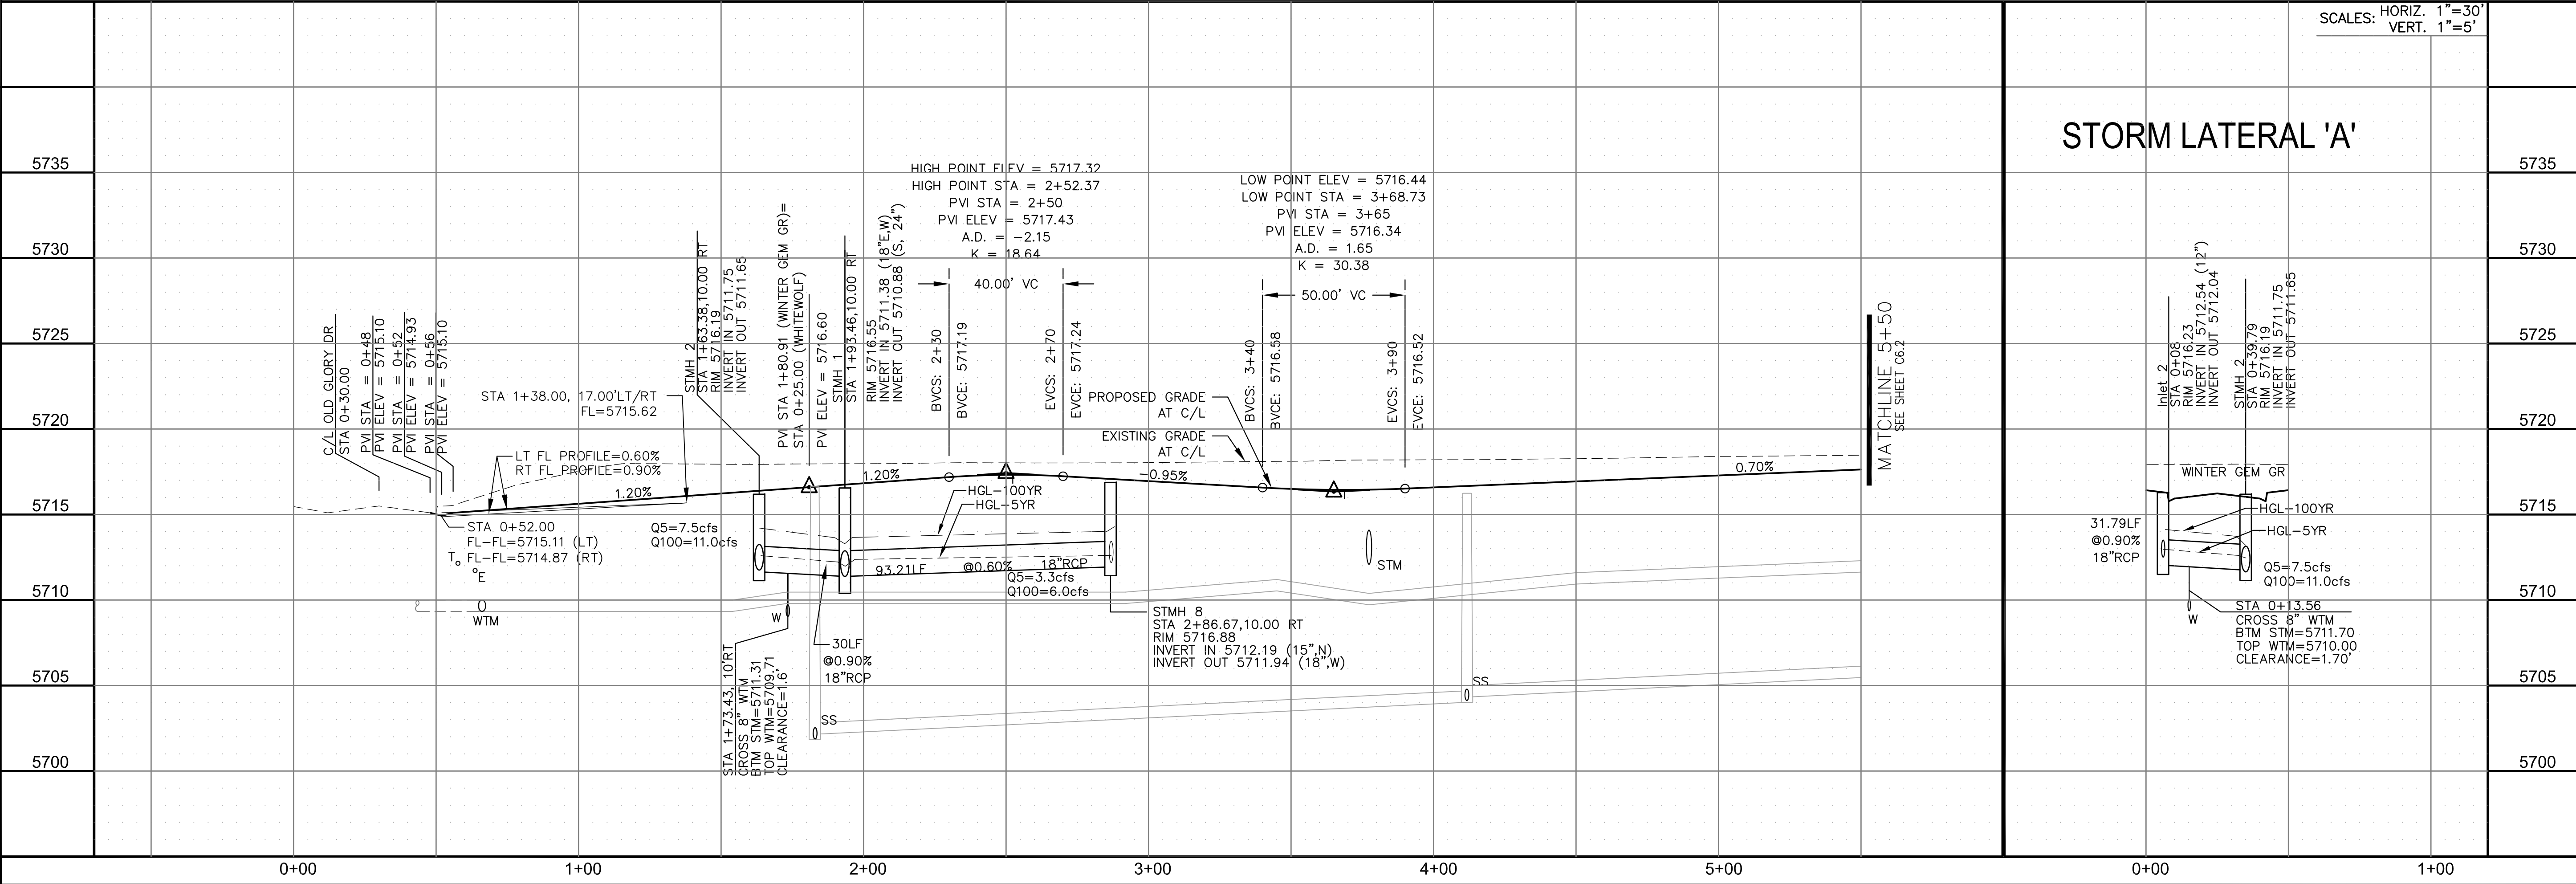 SCALES: HORIZ. 1"=30'
VERT. 1"=5'
STORM LATERAL 'A'
5735
5730
5725
5720
5715
5710
5705
5700
C/L OLD GLORY DR
STA 0+30.00
PVI STA = 0+48
PVI ELEV = 5715.10
PVI STA = 0+52
PVI ELEV = 5714.93
PVI STA = 0+56
PVI ELEV = 5715.10
STA 1+38.00, 17.00'LT/RT
FL=5715.62
LT FL PROFILE=0.60%
RT FL PROFILE=0.90%
1.20%
STA 0+52.00
FL-FL=5715.11 (LT)
FL-FL=5714.87 (RT)
T
E
WTM
Q5=7.5cfs
Q100=11.0cfs
STMH 2
STA 1+63.38,10.00 RT
RIM 5716.19
INVERT IN 5711.75
INVERT OUT 5711.65
PVI STA 1+80.91 (WINTER GEM GR)=
STA 0+25.00 (WHITEWOLF)
PVI ELEV = 5716.60
STMH 1
STA 1+93.46,10.00 RT
RIM 5716.55
INVERT IN 5711.38 (18"E,W)
INVERT OUT 5710.88 (S, 24")
HIGH POINT ELEV = 5717.32
HIGH POINT STA = 2+52.37
PVI STA = 2+50
PVI ELEV = 5717.43
A.D. = -2.15
K = 18.64
40.00' VC
BVCS: 2+30
BVCE: 5717.19
EVCS: 2+70
EVCE: 5717.24
LOW POINT ELEV = 5716.44
LOW POINT STA = 3+68.73
PVI STA = 3+65
PVI ELEV = 5716.34
A.D. = 1.65
K = 30.38
50.00' VC
BVCS: 3+40
BVCE: 5716.58
EVCS: 3+90
EVCE: 5716.52
PROPOSED GRADE
AT C/L
EXISTING GRADE
AT C/L
1.20%
-0.95%
0.70%
MATCHLINE 5+50
SEE SHEET C6.2
HGL-100YR
HGL-5YR
93.21LF
@0.60%
18"RCP
Q5=3.3cfs
Q100=6.0cfs
W
30LF
@0.90%
18"RCP
STA 1+73.43, 10'RT
CROSS 8" WTM
BTM STM=5711.31
TOP WTM=5709.71
CLEARANCE=1.6'
SS
STMH 8
STA 2+86.67,10.00 RT
RIM 5716.88
INVERT IN 5712.19 (15",N)
INVERT OUT 5711.94 (18",W)
STM
SS
Inlet 2
STA 0+08
RIM 5716.23
INVERT IN 5712.54 (12")
INVERT OUT 5712.04
STMH 2
STA 0+39.79
RIM 5716.19
INVERT IN 5711.75
INVERT OUT 5711.65
WINTER GEM GR
HGL-100YR
HGL-5YR
31.79LF
@0.90%
18"RCP
Q5=7.5cfs
Q100=11.0cfs
W
STA 0+13.56
CROSS 8" WTM
BTM STM=5711.70
TOP WTM=5710.00
CLEARANCE=1.70'
5735
5730
5725
5720
5715
5710
5705
5700
0+00
1+00
2+00
3+00
4+00
5+00
0+00
1+00